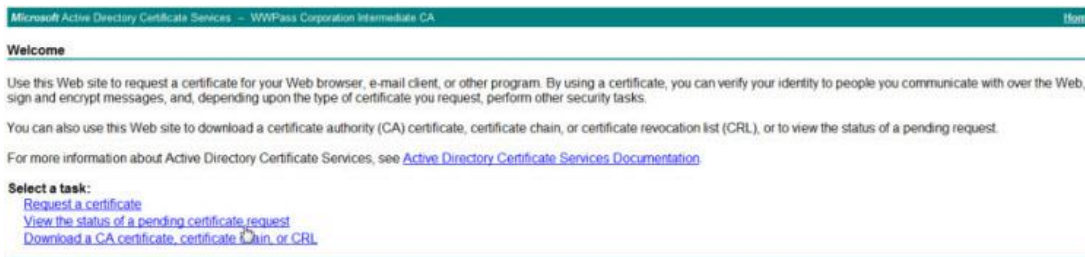 Microsoft Active Directory Certificate Services -- WWPass Corporation Intermediate CA Hom
Welcome
Use this Web site to request a certificate for your Web browser, e-mail client, or other program. By using a certificate, you can verify your identity to people you communicate with over the Web,
sign and encrypt messages, and, depending upon the type of certificate you request, perform other security tasks.
You can also use this Web site to download a certificate authority (CA) certificate, certificate chain, or certificate revocation list (CRL), or to view the status of a pending request.
For more information about Active Directory Certificate Services, see Active Directory Certificate Services Documentation.
Select a task:
Request a certificate
View the status of a pending certificate request
Download a CA certificate, certificate chain, or CRL